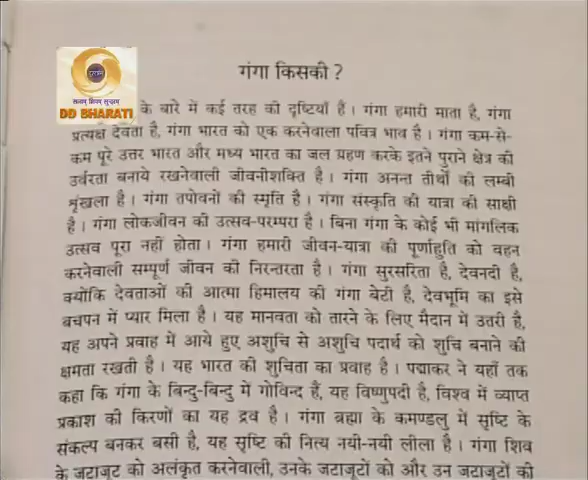 गंगा किसकी ?
सत्यम् शिवम् सुन्दरम्
DD BHARATI
के बारे में कई तरह की दृष्टियाँ हैं । गंगा हमारी माता है, गंगा
प्रत्यक्ष देवता है, गंगा भारत को एक करनेवाला पवित्र भाव है । गंगा कम-से-
कम पूरे उत्तर भारत और मध्य भारत का जल ग्रहण करके इतने पुराने क्षेत्र की
उर्वरता बनाये रखनेवाली जीवनीशक्ति है । गंगा अनन्त तीर्थों की लम्बी
शृंखला है । गंगा तपोवनों की स्मृति है । गंगा संस्कृति की यात्रा की साक्षी
है । गंगा लोकजीवन की उत्सव-परम्परा है । बिना गंगा के कोई भी मांगलिक
उत्सव पूरा नहीं होता । गंगा हमारी जीवन-यात्रा की पूर्णाहुति को वहन
करनेवाली सम्पूर्ण जीवन की निरन्तरता है । गंगा सुरसरिता है, देवनदी है,
क्योंकि देवताओं की आत्मा हिमालय की गंगा बेटी है, देवभूमि का इसे
बचपन में प्यार मिला है । यह मानवता को तारने के लिए मैदान में उतरी है,
यह अपने प्रवाह में आये हुए अशुचि से अशुचि पदार्थ को शुचि बनाने की
क्षमता रखती है । यह भारत की शुचिता का प्रवाह है । पद्माकर ने यहाँ तक
कहा कि गंगा के बिन्दु-बिन्दु में गोविन्द हैं, यह विष्णुपदी है, विश्व में व्याप्त
प्रकाश की किरणों का यह द्रव है । गंगा ब्रह्मा के कमण्डलु में सृष्टि के
संकल्प बनकर बसी है, यह सृष्टि की नित्य नयी-नयी लीला है । गंगा शिव
के जटाजूट को अलंकृत करनेवाली, उनके जटाजूटों को और उन जटाजूटों की